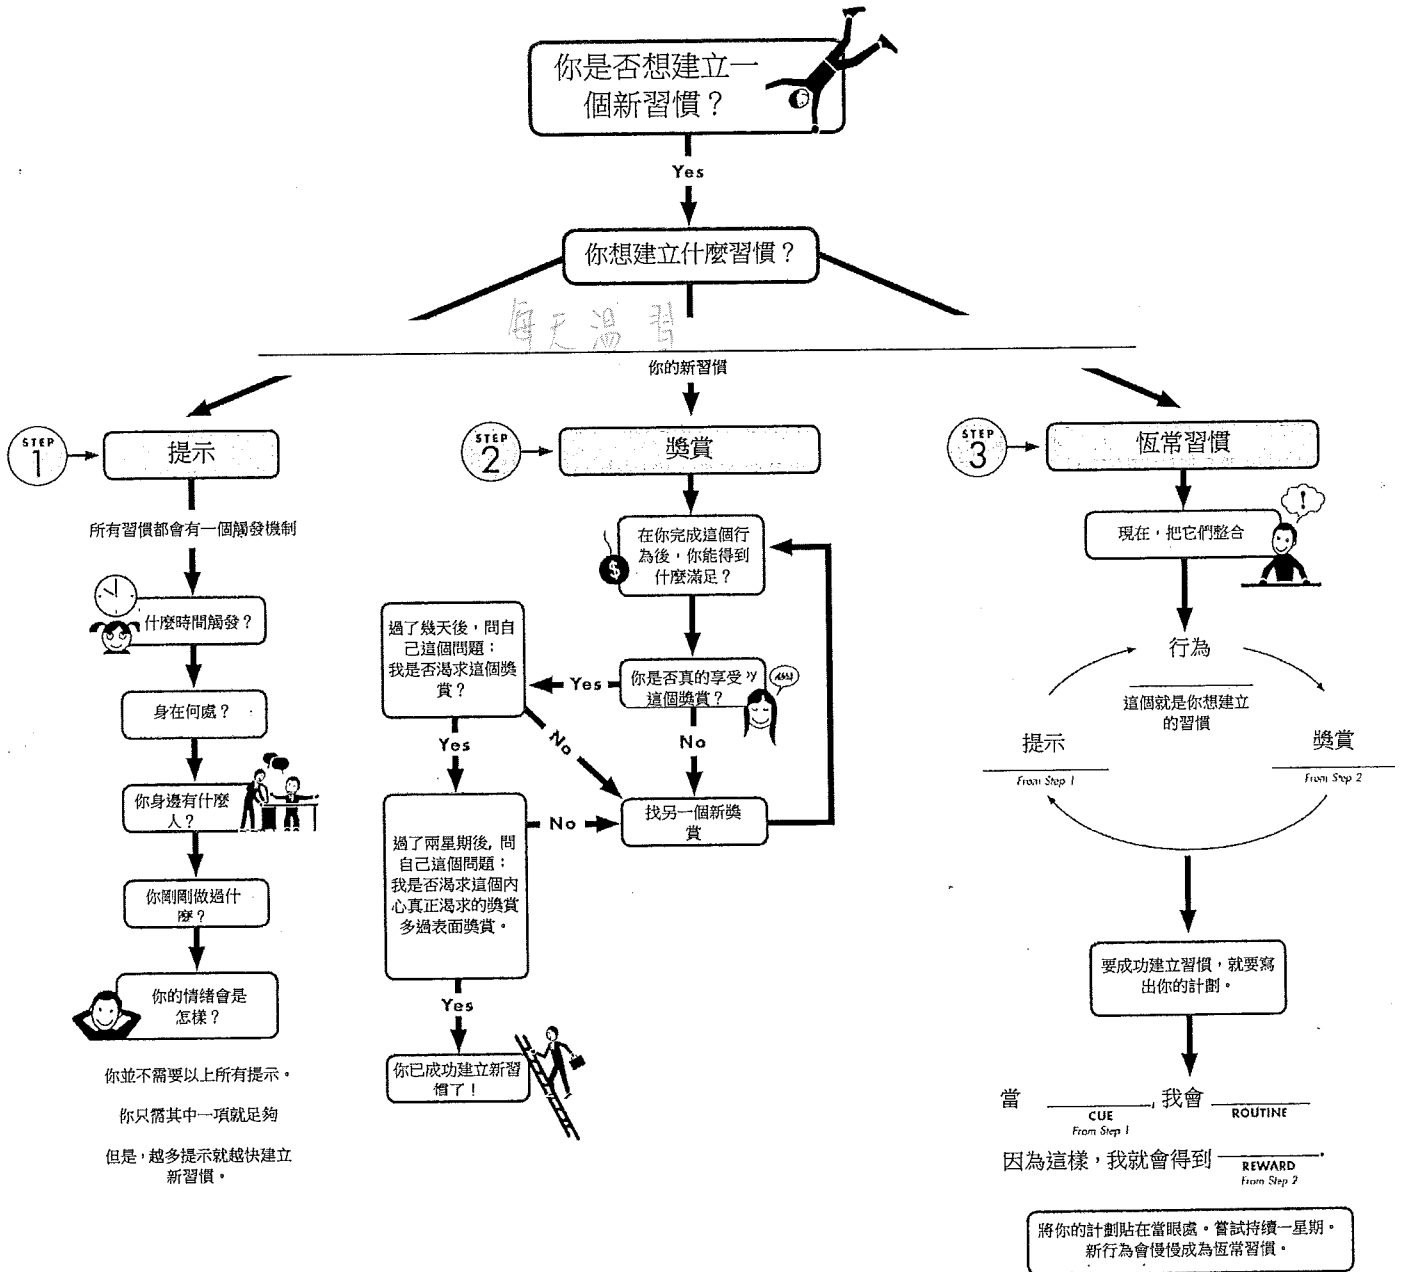 你是否想建立一
個新習慣？
Yes
你想建立什麼習慣？
每天溫習
你的新習慣
STEP
1
提示
所有習慣都會有一個觸發機制
什麼時間觸發？
身在何處？
你身邊有什麼
人？
你剛剛做過什
麼？
你的情緒會是
怎樣？
你並不需要以上所有提示。
你只需其中一項就足夠
但是，越多提示就越快建立
新習慣。
STEP
2
獎賞
在你完成這個行
為後，你能得到
什麼滿足？
$
你是否真的享受
這個獎賞？
Yes
No
過了幾天後，問自
己這個問題：
我是否渴求這個獎
賞？
Yes
No
找另一個新獎
賞
過了兩星期後，問
自己這個問題：
我是否渴求這個內
心真正渴求的獎賞
多過表面獎賞。
No
Yes
你已成功建立新習
慣了！
STEP
3
恆常習慣
現在，把它們整合
!
行為
這個就是你想建立
的習慣
提示
From Step 1
獎賞
From Step 2
要成功建立習慣，就要寫
出你的計劃。
當 ，我會
CUE
From Step 1
ROUTINE
因為這樣，我就會得到 .
REWARD
From Step 2
將你的計劃貼在當眼處。嘗試持續一星期。
新行為會慢慢成為恆常習慣。